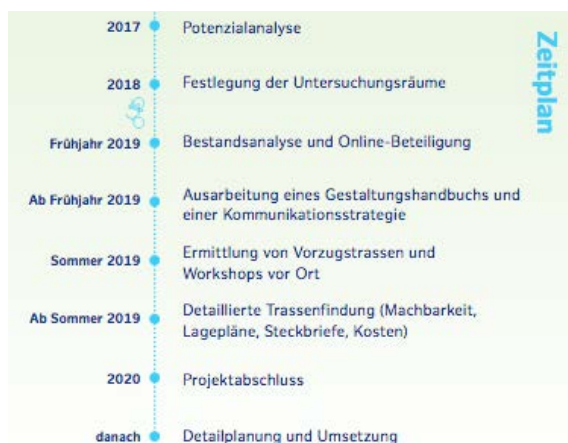 Zeitplan
2017 Potenzialanalyse
2018 Festlegung der Untersuchungsräume
Frühjahr 2019 Bestandsanalyse und Online-Beteiligung
Ab Frühjahr 2019 Ausarbeitung eines Gestaltungshandbuchs und
einer Kommunikationsstrategie
Sommer 2019 Ermittlung von Vorzugstrassen und
Workshops vor Ort
Ab Sommer 2019 Detaillierte Trassenfindung (Machbarkeit,
Lagepläne, Steckbriefe, Kosten)
2020 Projektabschluss
danach Detailplanung und Umsetzung